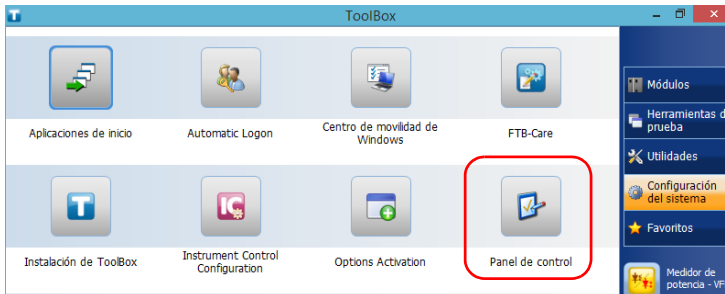 ToolBox
Aplicaciones de inicio
Automatic Logon
Centro de movilidad de
Windows
FTB-Care
Instalación de ToolBox
Instrument Control
Configuration
Options Activation
Panel de control
Módulos
Herramientas d
prueba
Utilidades
Configuración
del sistema
Favoritos
Medidor de
potencia - VF